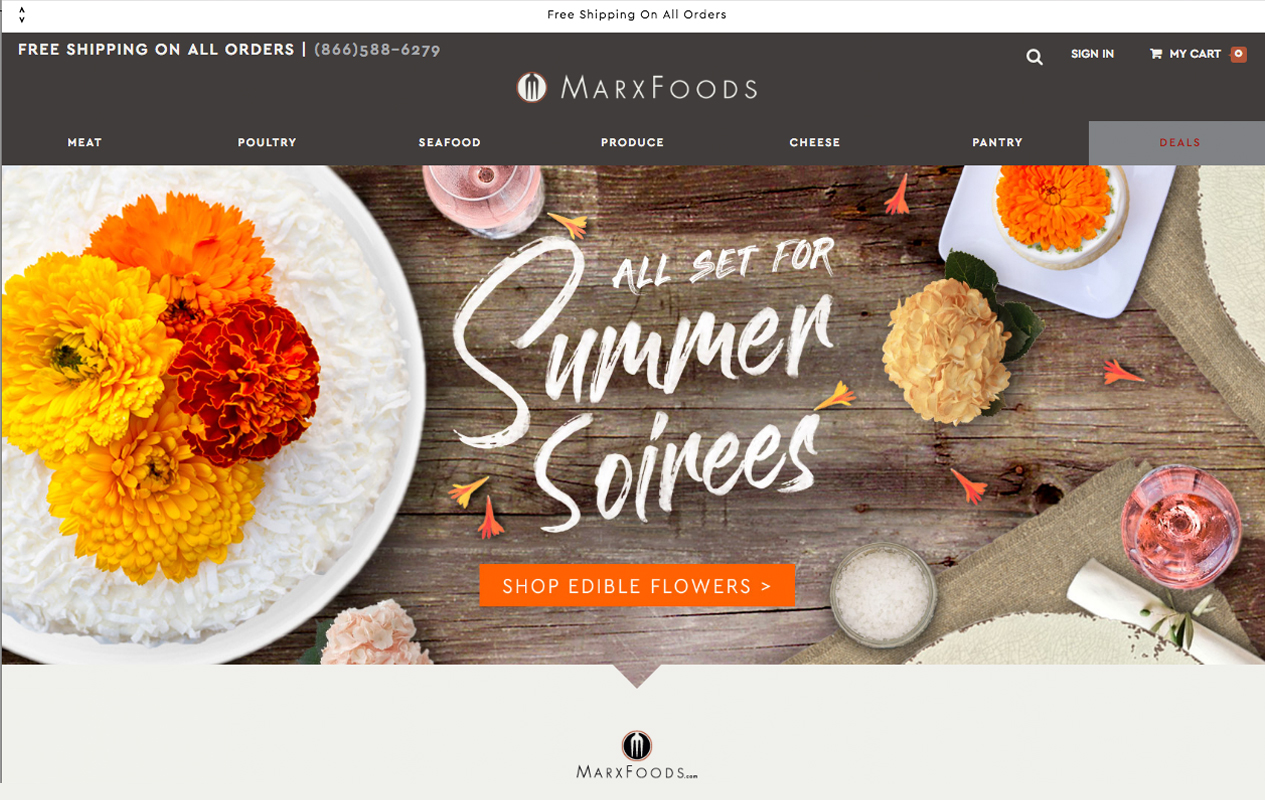 Free Shipping On All Orders
FREE SHIPPING ON ALL ORDERS | (866)588-6279
SIGN IN
MY CART 0
MARXFOODS
MEAT
POULTRY
SEAFOOD
PRODUCE
CHEESE
PANTRY
DEALS
ALL SET FOR
Summer
Soirees
SHOP EDIBLE FLOWERS >
MARXFOODS.com